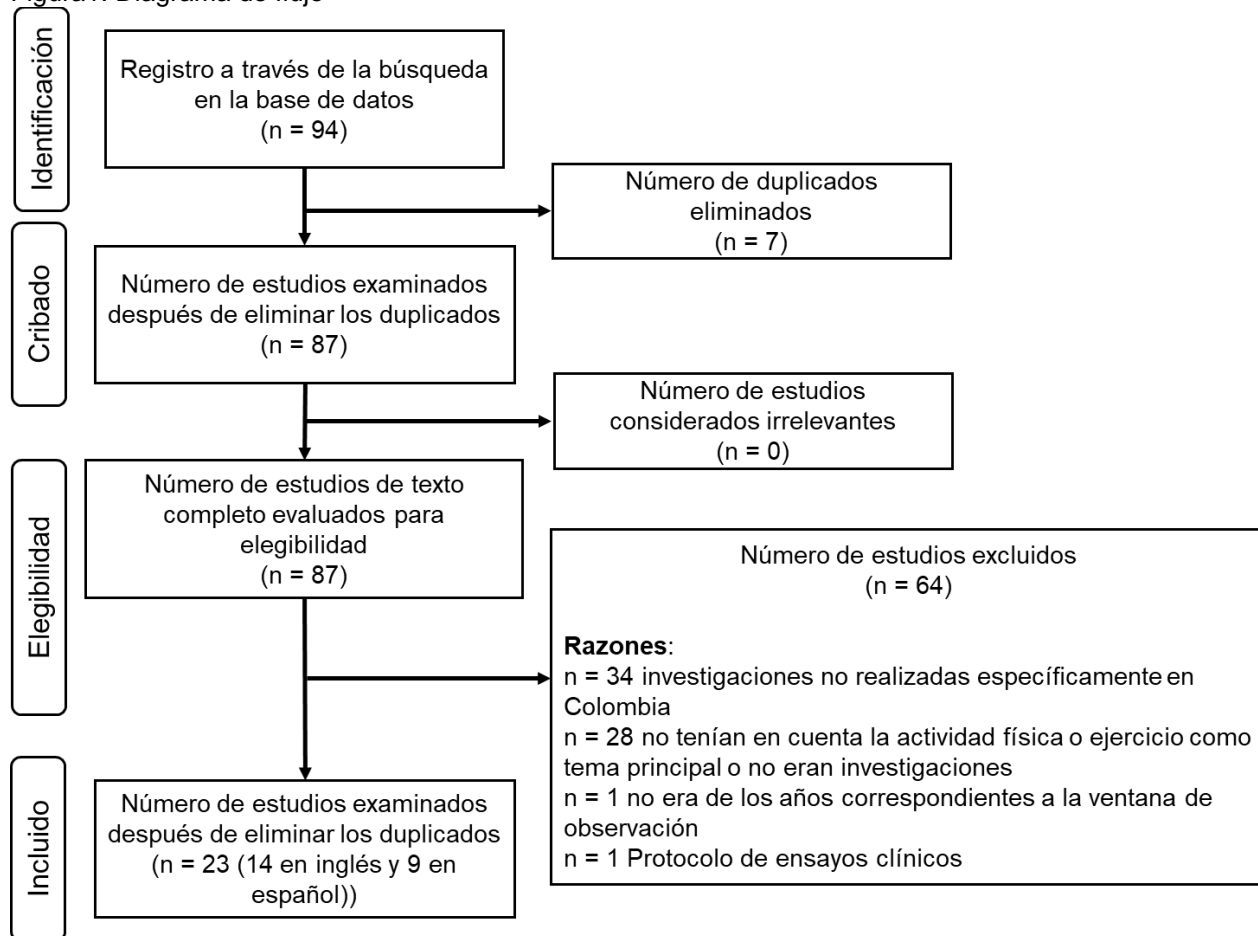 Identificación
Registro a través de la búsqueda
en la base de datos
(n = 94)
Número de duplicados
eliminados
(n = 7)
Cribado
Número de estudios examinados
después de eliminar los duplicados
(n = 87)
Número de estudios
considerados irrelevantes
(n = 0)
Elegibilidad
Número de estudios de texto
completo evaluados para
elegibilidad
(n = 87)
Número de estudios excluidos
(n = 64)
Razones:
n = 34 investigaciones no realizadas específicamente en
Colombia
n = 28 no tenían en cuenta la actividad física o ejercicio como
tema principal o no eran investigaciones
n = 1 no era de los años correspondientes a la ventana de
observación
n = 1 Protocolo de ensayos clínicos
Incluido
Número de estudios examinados
después de eliminar los duplicados
(n = 23 (14 en inglés y 9 en
español))